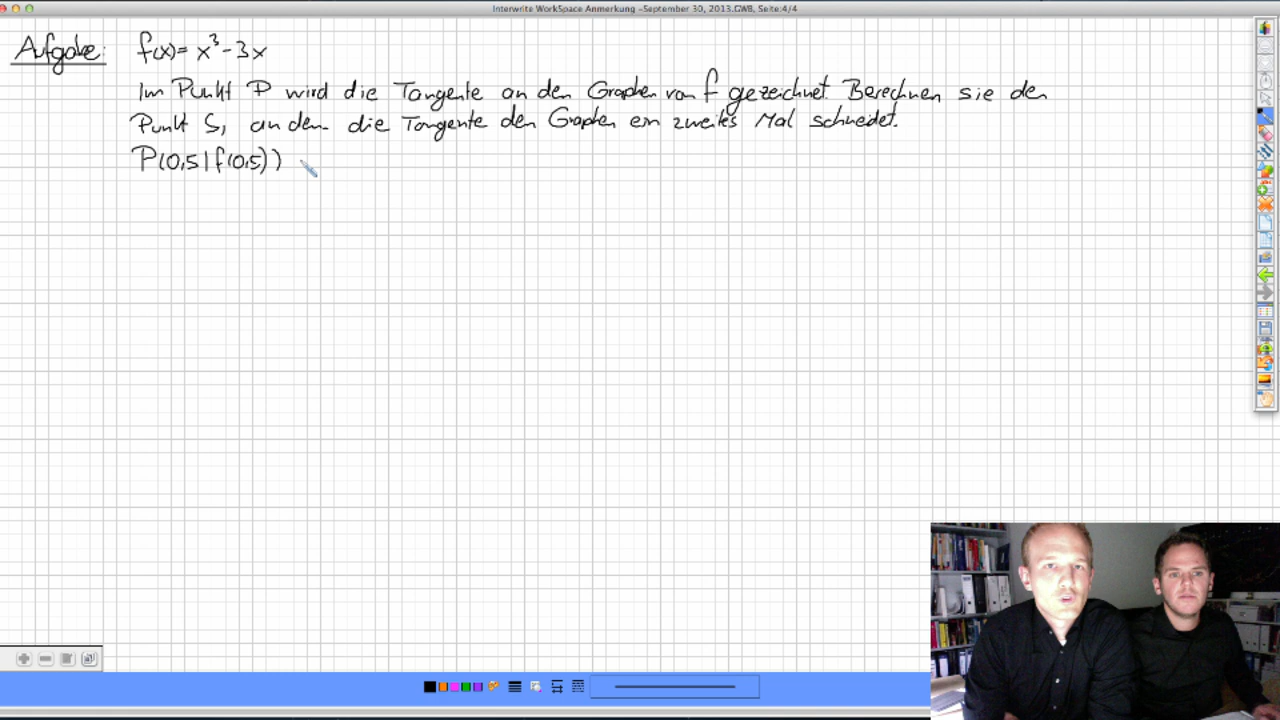 Interwrite WorkSpace Anmerkung -September 30, 2013.GWB, Seite:4/4
Aufgabe: f(x)= x³-3x
Im Punkt P wird die Tangente an den Graphen von f gezeichnet. Berechnen sie den
Punkt S, an dem die Tangente den Graphen ein zweites Mal schneidet.
P(0,5|f(0,5))